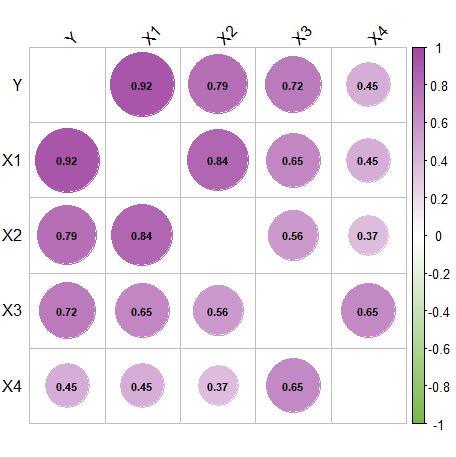 Y X1 X2 X3 X4
Y 0.92 0.79 0.72 0.45
X1 0.92 0.84 0.65 0.45
X2 0.79 0.84 0.56 0.37
X3 0.72 0.65 0.56 0.65
X4 0.45 0.45 0.37 0.65
1
0.8
0.6
0.4
0.2
0
-0.2
-0.4
-0.6
-0.8
-1